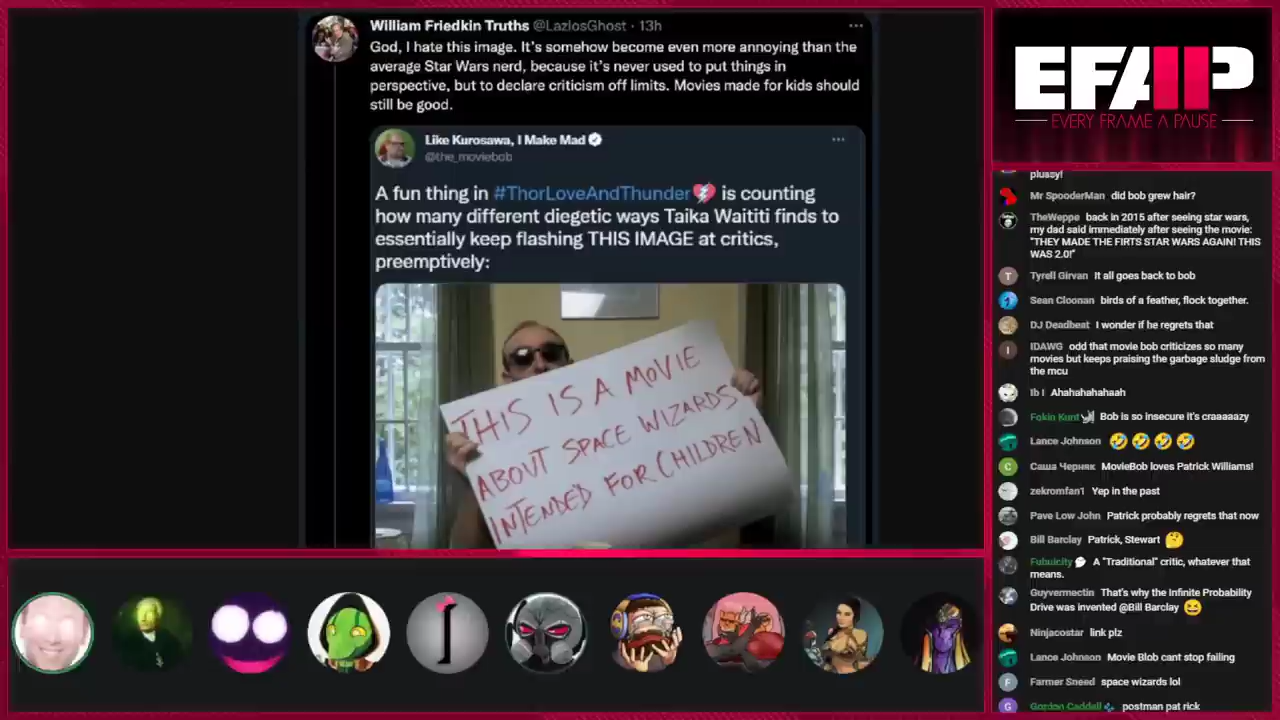 William Friedkin Truths @LazlosGhost · 13h
God, I hate this image. It's somehow become even more annoying than the
average Star Wars nerd, because it's never used to put things in
perspective, but to declare criticism off limits. Movies made for kids should
still be good.
Like Kurosawa, I Make Mad
@the_moviebob
A fun thing in #ThorLoveAndThunder is counting
how many different diegetic ways Taika Waititi finds to
essentially keep flashing THIS IMAGE at critics,
preemptively:
THIS IS A MOVIE
ABOUT SPACE WIZARDS
INTENDED FOR CHILDREN
EFAP
EVERY FRAME A PAUSE
plussy!
Mr SpooderMan did bob grew hair?
TheWeppe back in 2015 after seeing star wars,
my dad said immediately after seeing the movie:
"THEY MADE THE FIRTS STAR WARS AGAIN! THIS
WAS 2.0!"
Tyrell Girvan It all goes back to bob
Sean Cloonan birds of a feather, flock together.
DJ Deadbeat I wonder if he regrets that
IDAWG odd that movie bob criticizes so many
movies but keeps praising the garbage sludge from
the mcu
Ib I Ahahahahahaah
Fokin Kunt Bob is so insecure it's craaaaazy
Lance Johnson
Саша Черняк MovieBob loves Patrick Williams!
zekromfan1 Yep in the past
Pave Low John Patrick probably regrets that now
Bill Barclay Patrick, Stewart
Fubuicity A "Traditional" critic, whatever that
means.
Guyvermectin That's why the Infinite Probability
Drive was invented @Bill Barclay
Ninjacostar link plz
Lance Johnson Movie Blob cant stop failing
Farmer Sneed space wizards lol
Gordon Caddell postman pat rick